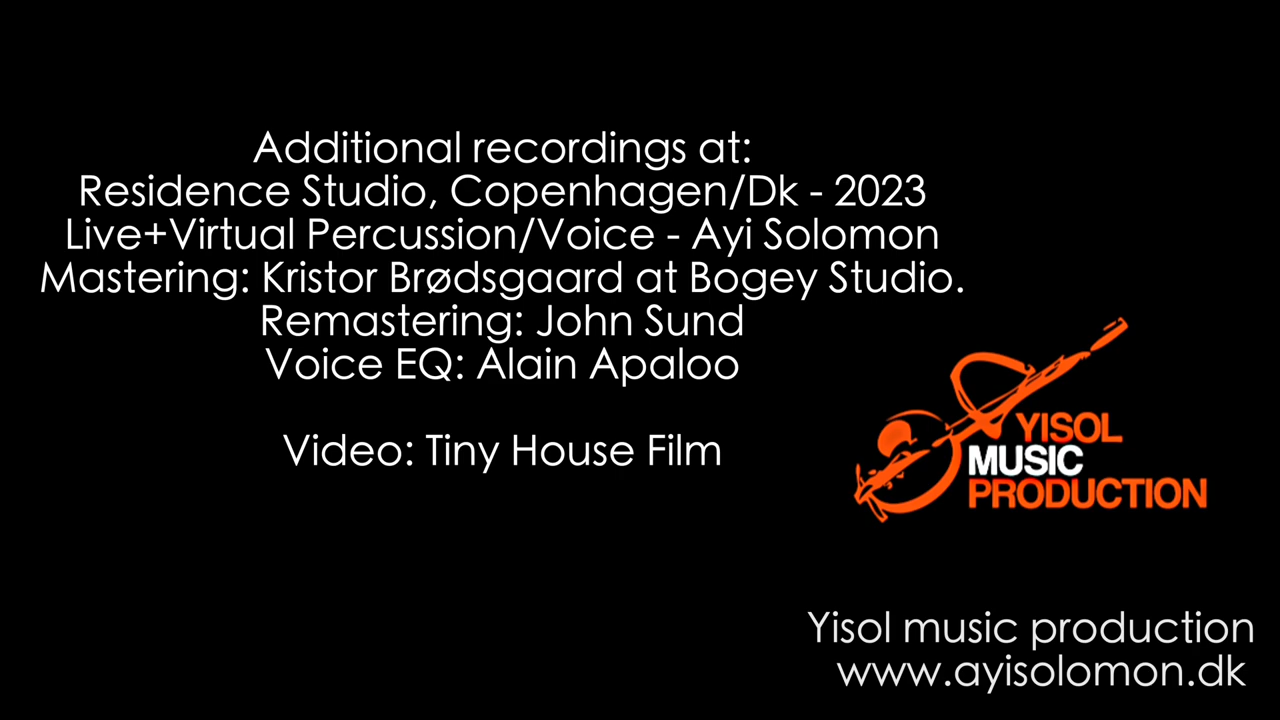 Additional recordings at:
Residence Studio, Copenhagen/Dk - 2023
Live+Virtual Percussion/Voice - Ayi Solomon
Mastering: Kristor Brødsgaard at Bogey Studio.
Remastering: John Sund
Voice EQ: Alain Apaloo
Video: Tiny House Film
YISOL
MUSIC
PRODUCTION
Yisol music production
www.ayisolomon.dk